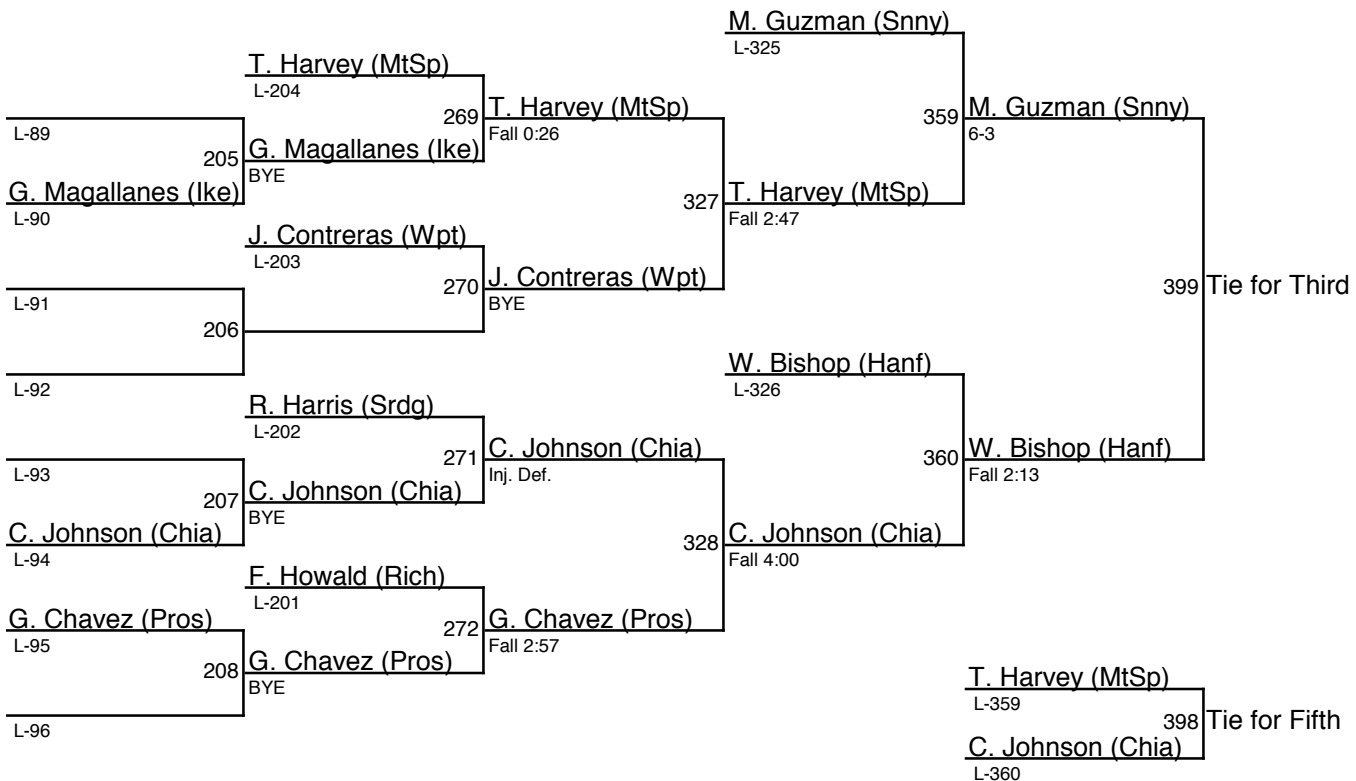 M. Guzman (Snny)
L-325
T. Harvey (MtSp)
L-204
269 T. Harvey (MtSp)
Fall 0:26
359 M. Guzman (Snny)
6-3
L-89
205 G. Magallanes (Ike)
BYE
G. Magallanes (Ike)
L-90
327 T. Harvey (MtSp)
Fall 2:47
J. Contreras (Wpt)
L-203
270 J. Contreras (Wpt)
BYE
399 Tie for Third
L-91
206
L-92
W. Bishop (Hanf)
L-326
R. Harris (Srdg)
L-202
271 C. Johnson (Chia)
Inj. Def.
360 W. Bishop (Hanf)
Fall 2:13
L-93
207 C. Johnson (Chia)
BYE
C. Johnson (Chia)
L-94
328 C. Johnson (Chia)
Fall 4:00
F. Howald (Rich)
L-201
G. Chavez (Pros)
L-95
272 G. Chavez (Pros)
Fall 2:57
208 G. Chavez (Pros)
BYE
L-96
T. Harvey (MtSp)
L-359
398 Tie for Fifth
C. Johnson (Chia)
L-360